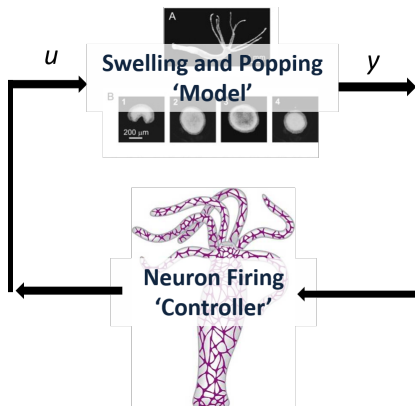 A
u
Swelling and Popping
y
'Model'
B
1 2 3 4
200 µm
Neuron Firing
'Controller'